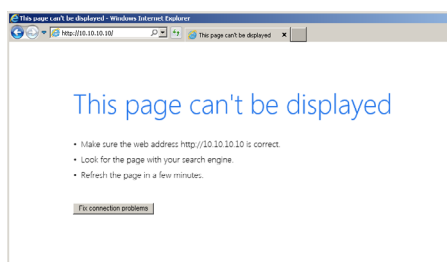 This page can't be displayed - Windows Internet Explorer
http://10.10.10.10/
This page can't be displayed
This page can't be displayed
• Make sure the web address http://10.10.10.10 is correct.
• Look for the page with your search engine.
• Refresh the page in a few minutes.
Fix connection problems